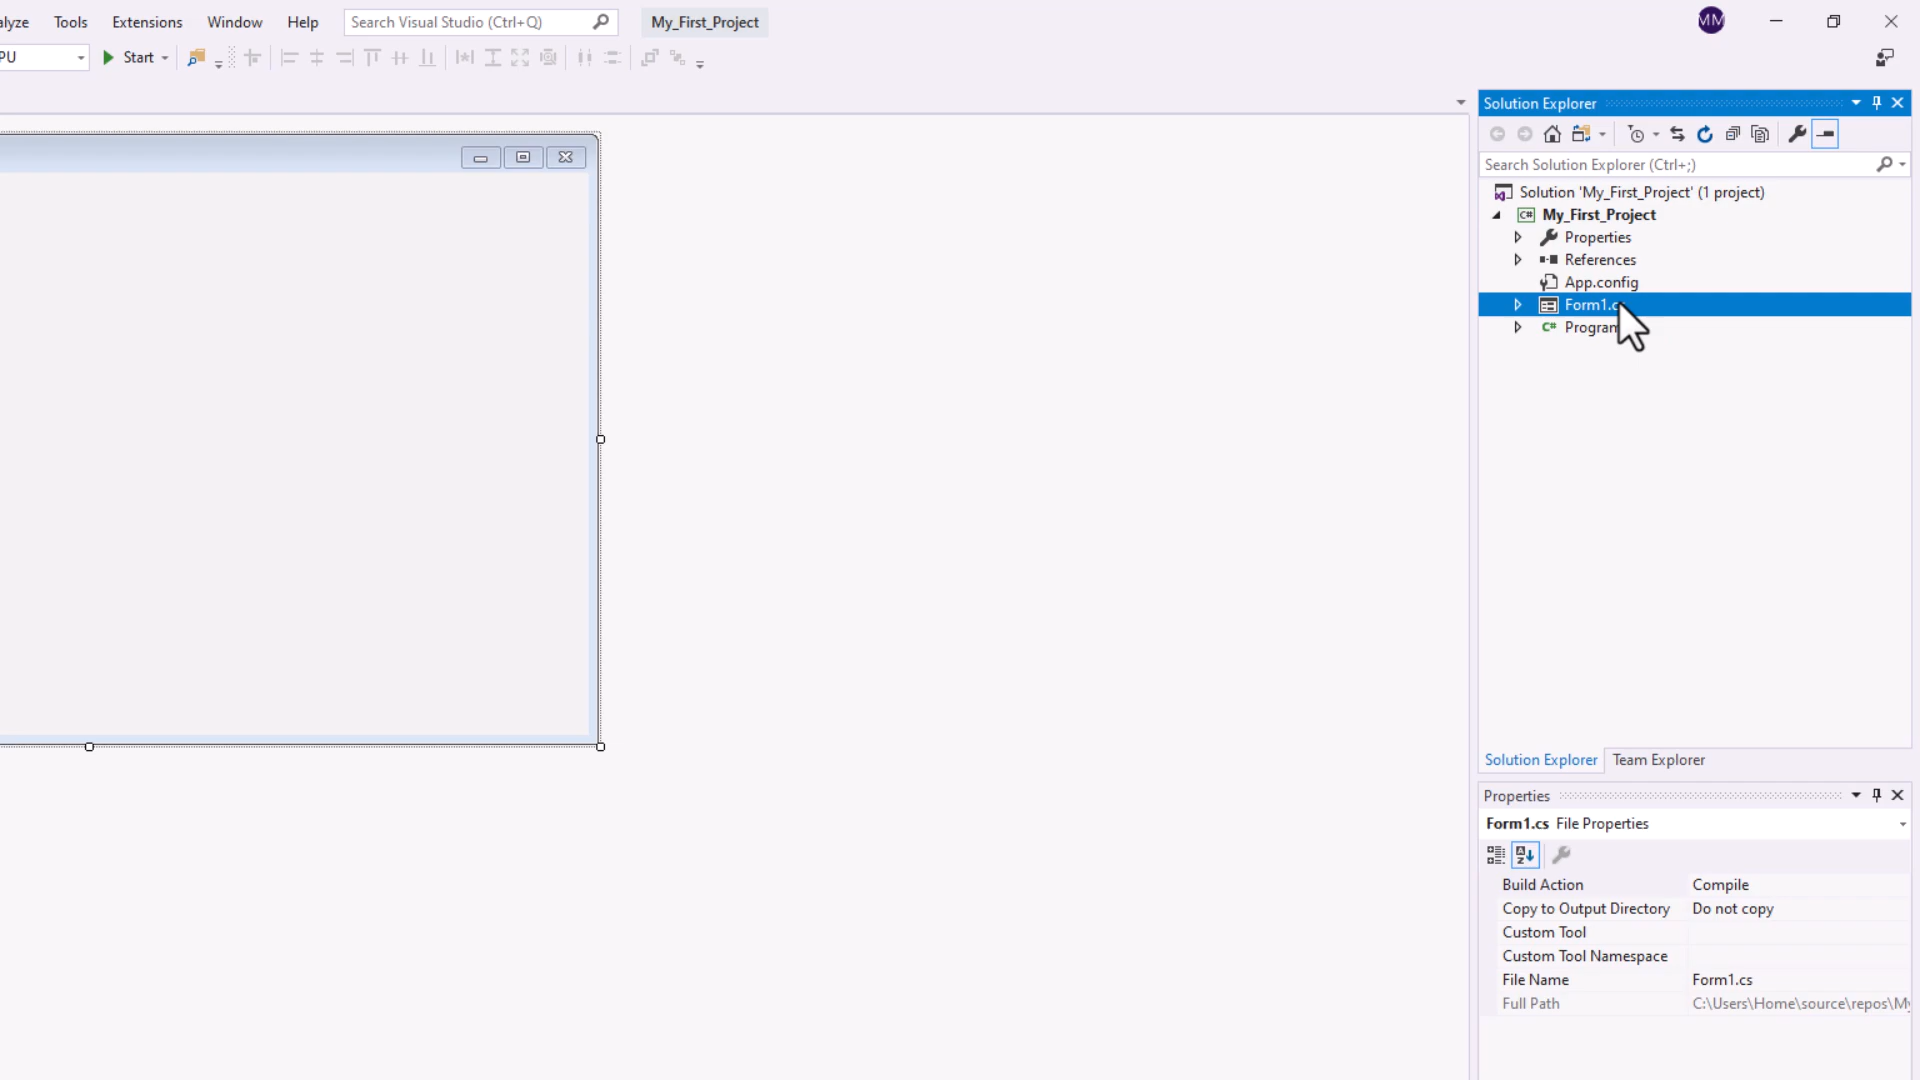 Tools Extensions Window Help Search Visual Studio (Ctrl+Q) My_First_Project MM
PU Start
Solution Explorer
Search Solution Explorer (Ctrl+;)
Solution 'My_First_Project' (1 project)
C# My_First_Project
Properties
References
App.config
Form1.c
C# Program
Solution Explorer Team Explorer
Properties
Form1.cs File Properties
Build Action Compile
Copy to Output Directory Do not copy
Custom Tool
Custom Tool Namespace
File Name Form1.cs
Full Path C:\Users\Home\source\repos\My